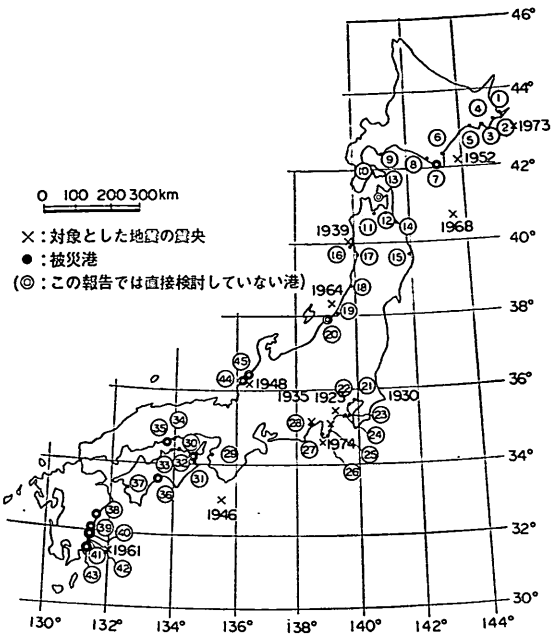 46°
44°
① ④ ② 1973
⑥ ⑤ ③
1952
42°
⑨ ⑧ ⑦
⑩ ⑬
0 100 200 300km
×：対象とした地震の震央
●：被災港
(◎：この報告では直接検討していない港)
1968
⑪ ⑫ ⑭
1939
40°
⑯ ⑰ ⑮
⑱
1964
⑲
38°
⑳
㊺
㊹ 1948
36°
㉒ ㉑
1935 1923 1930
㉞ ㉟ ㉘ ㉓
㉚ ㉔
1974
㉝ ㉜ ㉙ ㉗ ㉕
34°
㊲ ㊱ ㉛ ㉖
1946
㊳
32°
㊴ ㊵
1961
㊶
㊸ ㊷
30°
130° 132° 134° 136° 138° 140° 142° 144°